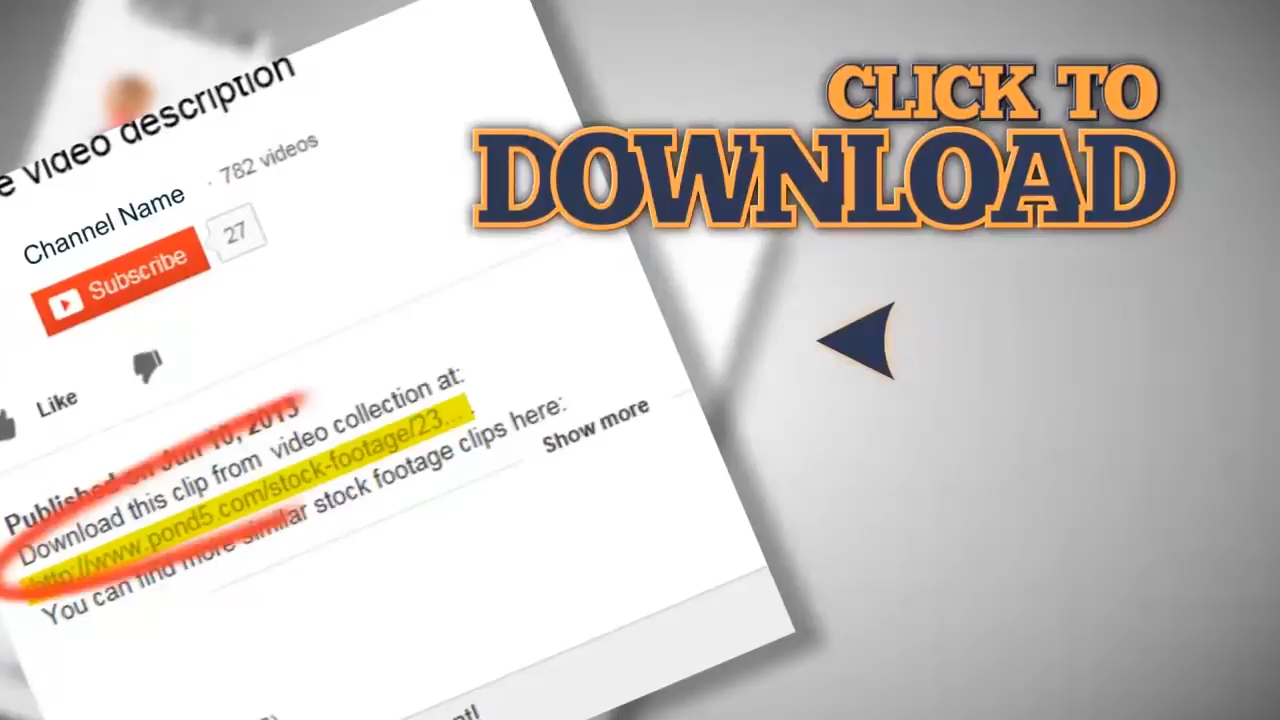 CLICK TO
DOWNLOAD
e video description
Channel Name · 782 videos
Subscribe 27
Like
Published on Jun 10, 2013
Download this clip from video collection at:
http://www.pond5.com/stock-footage/23... .
You can find more similar stock footage clips here:
Show more